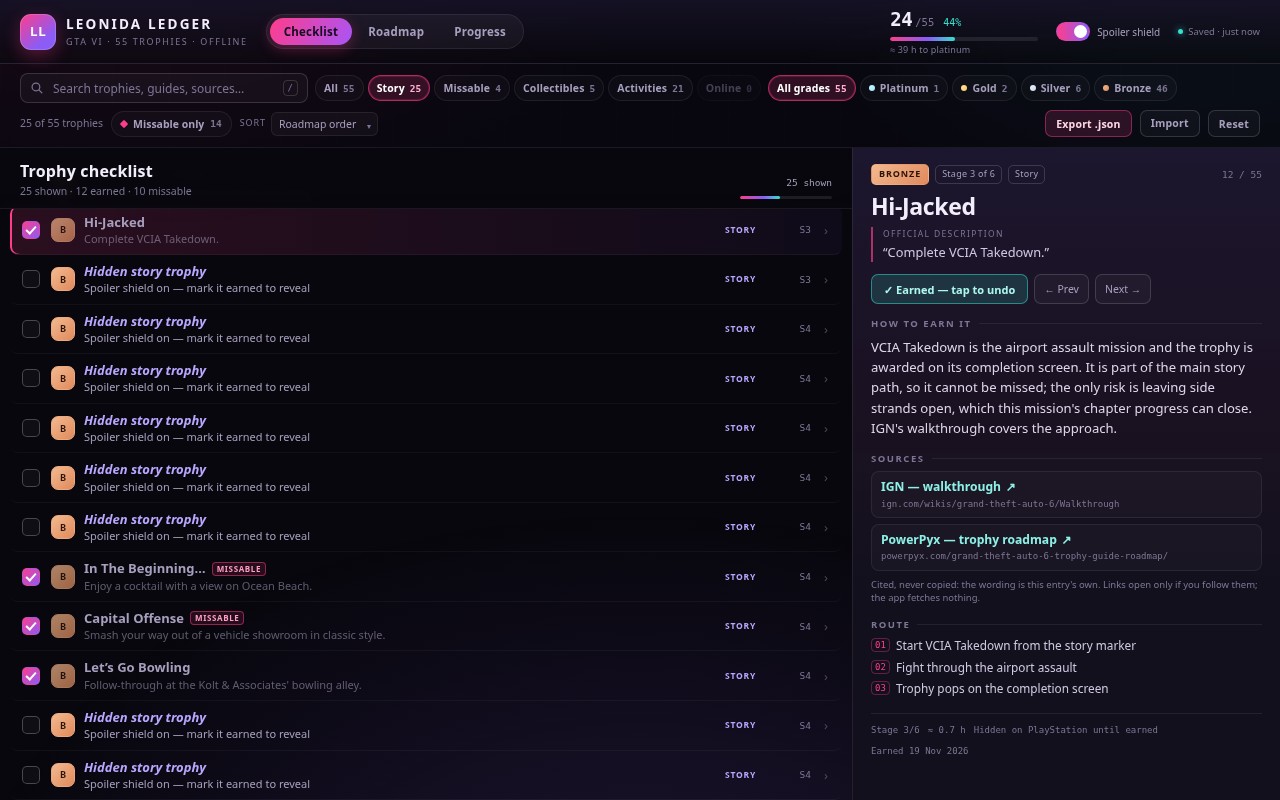 LL LEONIDA LEDGER
GTA VI · 55 TROPHIES · OFFLINE
Checklist Roadmap Progress
24 /55 44%
≈ 39 h to platinum
Spoiler shield
Saved · just now
Search trophies, guides, sources... /
All 55 Story 25 Missable 4 Collectibles 5 Activities 21 Online 0 All grades 55 Platinum 1 Gold 2 Silver 6 Bronze 46
25 of 55 trophies Missable only 14 SORT Roadmap order Export .json Import Reset
Trophy checklist
25 shown · 12 earned · 10 missable
25 shown
B Hi-Jacked STORY S3 ›
Complete VCIA Takedown.
B Hidden story trophy STORY S3 ›
Spoiler shield on — mark it earned to reveal
B Hidden story trophy STORY S4 ›
Spoiler shield on — mark it earned to reveal
B Hidden story trophy STORY S4 ›
Spoiler shield on — mark it earned to reveal
B Hidden story trophy STORY S4 ›
Spoiler shield on — mark it earned to reveal
B Hidden story trophy STORY S4 ›
Spoiler shield on — mark it earned to reveal
B Hidden story trophy STORY S4 ›
Spoiler shield on — mark it earned to reveal
B In The Beginning... MISSABLE STORY S4 ›
Enjoy a cocktail with a view on Ocean Beach.
B Capital Offense MISSABLE STORY S4 ›
Smash your way out of a vehicle showroom in classic style.
B Let's Go Bowling STORY S4 ›
Follow-through at the Kolt & Associates' bowling alley.
B Hidden story trophy STORY S4 ›
Spoiler shield on — mark it earned to reveal
B Hidden story trophy STORY S4 ›
Spoiler shield on — mark it earned to reveal
BRONZE Stage 3 of 6 Story 12 / 55
Hi-Jacked
OFFICIAL DESCRIPTION
“Complete VCIA Takedown.”
✓ Earned — tap to undo ← Prev Next →
HOW TO EARN IT
VCIA Takedown is the airport assault mission and the trophy is
awarded on its completion screen. It is part of the main story
path, so it cannot be missed; the only risk is leaving side
strands open, which this mission's chapter progress can close.
IGN's walkthrough covers the approach.
SOURCES
IGN — walkthrough ↗
ign.com/wikis/grand-theft-auto-6/Walkthrough
PowerPyx — trophy roadmap ↗
powerpyx.com/grand-theft-auto-6-trophy-guide-roadmap/
Cited, never copied: the wording is this entry's own. Links open only if you follow them;
the app fetches nothing.
ROUTE
01 Start VCIA Takedown from the story marker
02 Fight through the airport assault
03 Trophy pops on the completion screen
Stage 3/6 ≈ 0.7 h Hidden on PlayStation until earned
Earned 19 Nov 2026